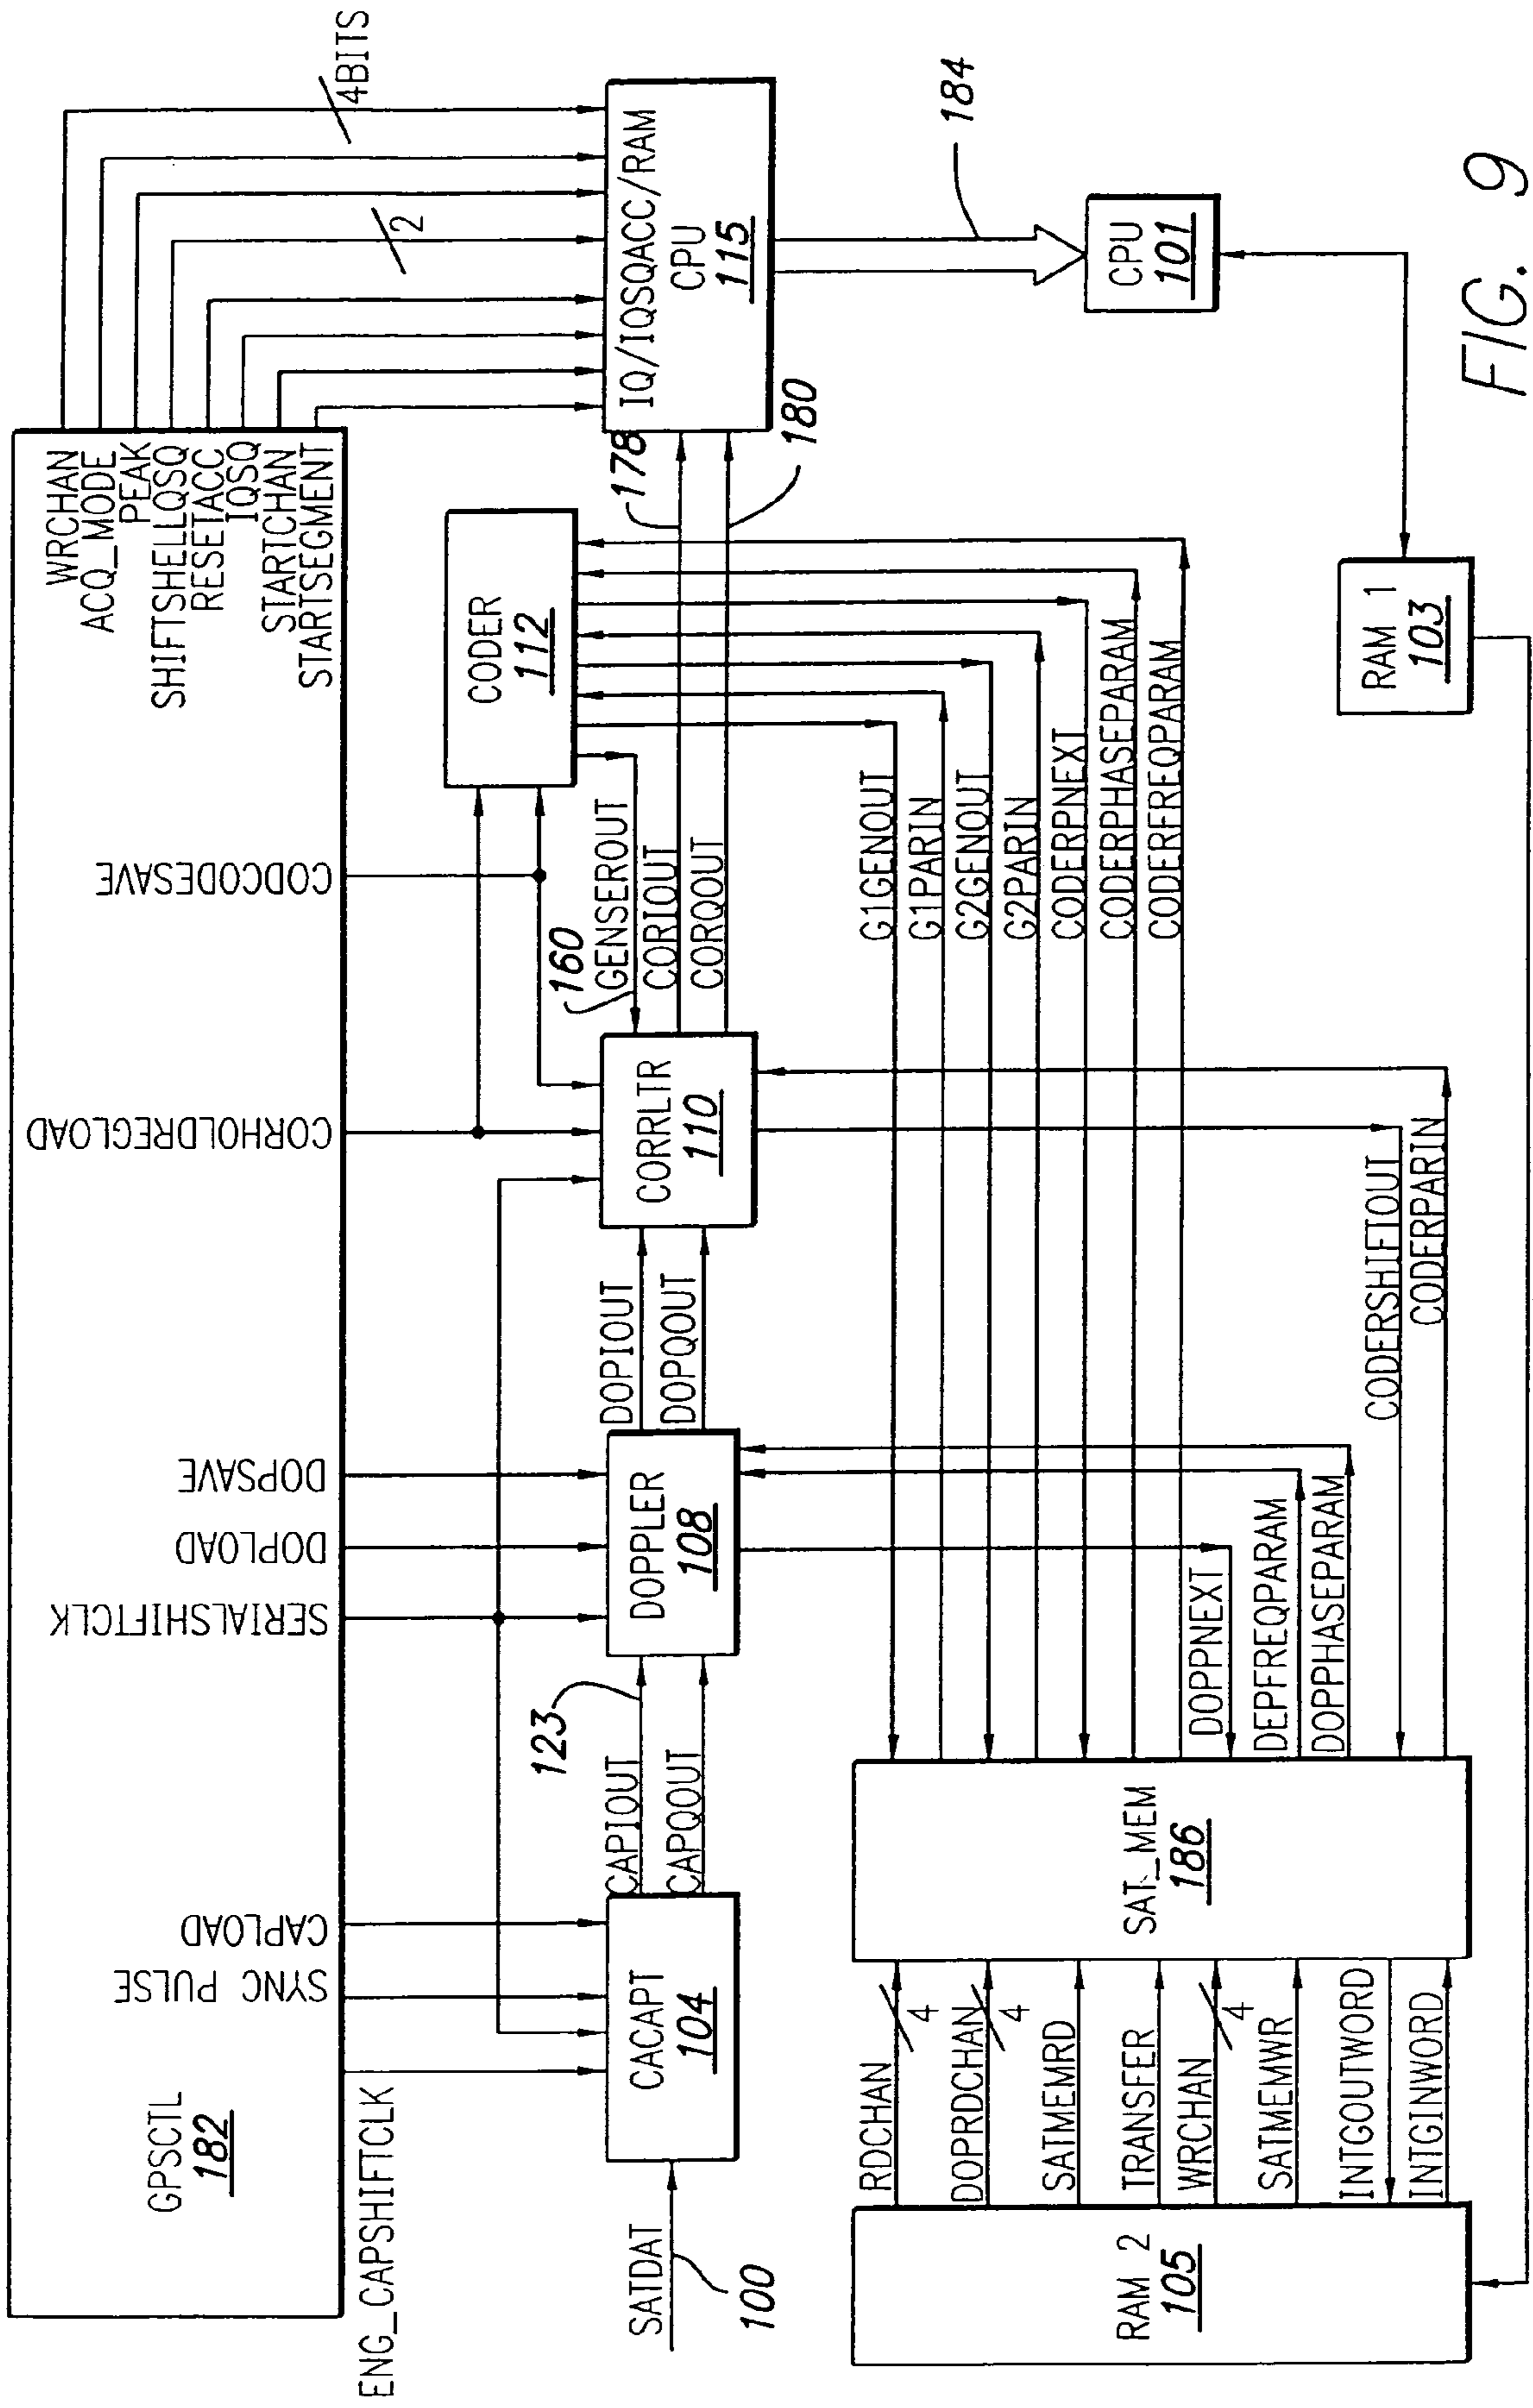 GPSCTL
182
ENG_CAPSHIFTCLK
SYNC PULSE
CAPLOAD
SERIALSHIFTCLK
DOPLOAD
DOPSAVE
CORHOLDREGLOAD
CODCODESAVE
WRCHAN
ACQ_MODE
PEAK
SHIFTSHELLQSQ
RESETACC
IQSQ
STARTCHAN
STARTSEGMENT
4BITS
2
SATDAT
100
CACAPT
104
CAPIOUT
CAPQOUT
123
DOPPLER
108
DOPIOUT
DOPQOUT
CORRLTR
110
160
GENSEROUT
CORIOUT
CORQOUT
CODER
112
178
180
IQ/IQSQACC/RAM
CPU
115
184
CPU
101
RAM 1
103
G1GENOUT
G1PARIN
G2GENOUT
G2PARIN
CODERPNEXT
CODERPHASEPARAM
CODERFREQPARAM
DOPPNEXT
DEPFREQPARAM
DOPPHASEPARAM
CODERSHIFTOUT
CODERPARIN
SAT_MEM
186
RDCHAN
4
DOPRDCHAN
4
SATMEMRD
TRANSFER
WRCHAN
4
SATMEMWR
INTGOUTWORD
INTGINWORD
RAM 2
105
FIG. 9